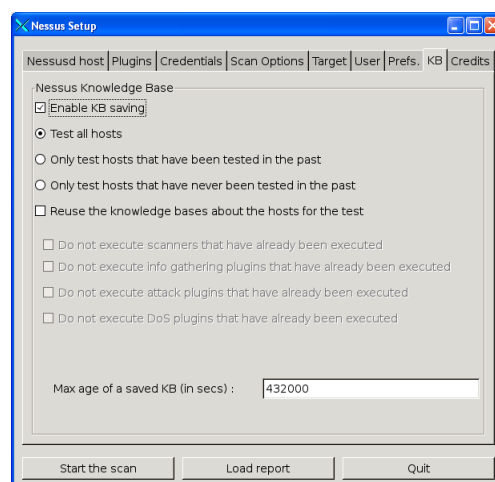 Nessus Setup
Nessusd host Plugins Credentials Scan Options Target User Prefs. KB Credits
Nessus Knowledge Base
Enable KB saving
Test all hosts
Only test hosts that have been tested in the past
Only test hosts that have never been tested in the past
Reuse the knowledge bases about the hosts for the test
Do not execute scanners that have already been executed
Do not execute info gathering plugins that have already been executed
Do not execute attack plugins that have already been executed
Do not execute DoS plugins that have already been executed
Max age of a saved KB (in secs) : 432000
Start the scan Load report Quit